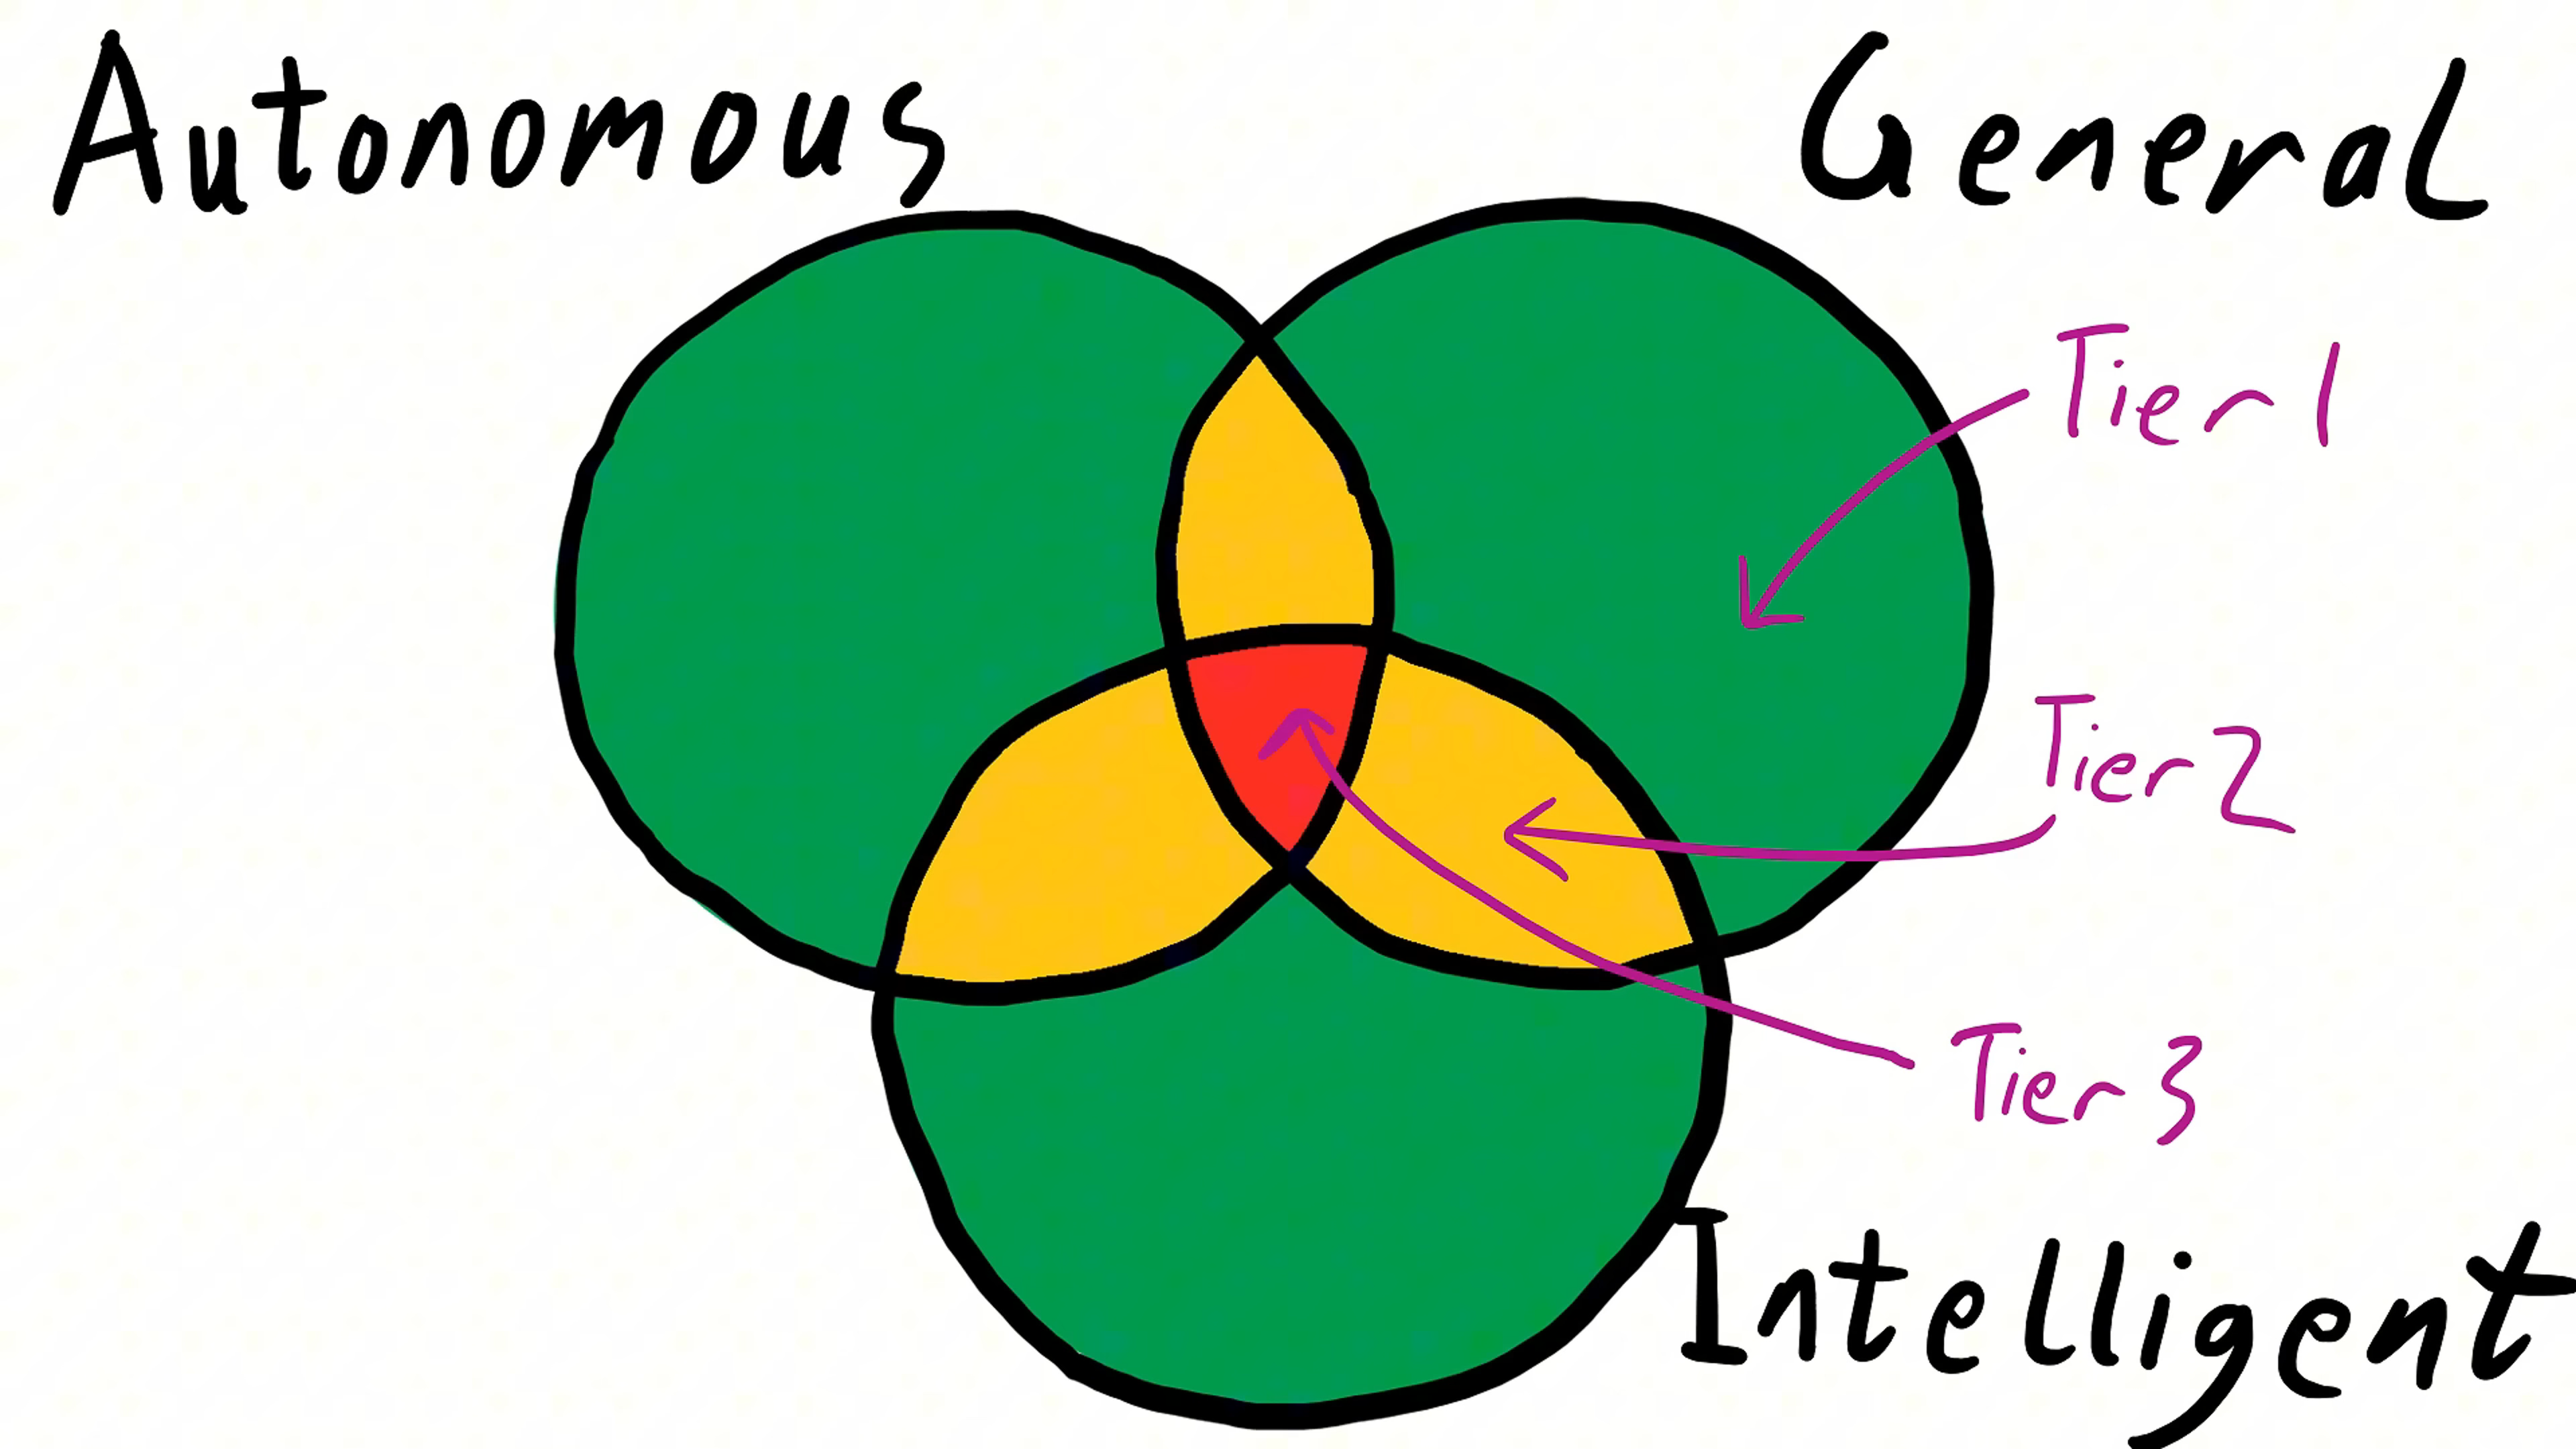 Autonomous
General
Tier 1
Tier 2
Tier 3
Intelligent